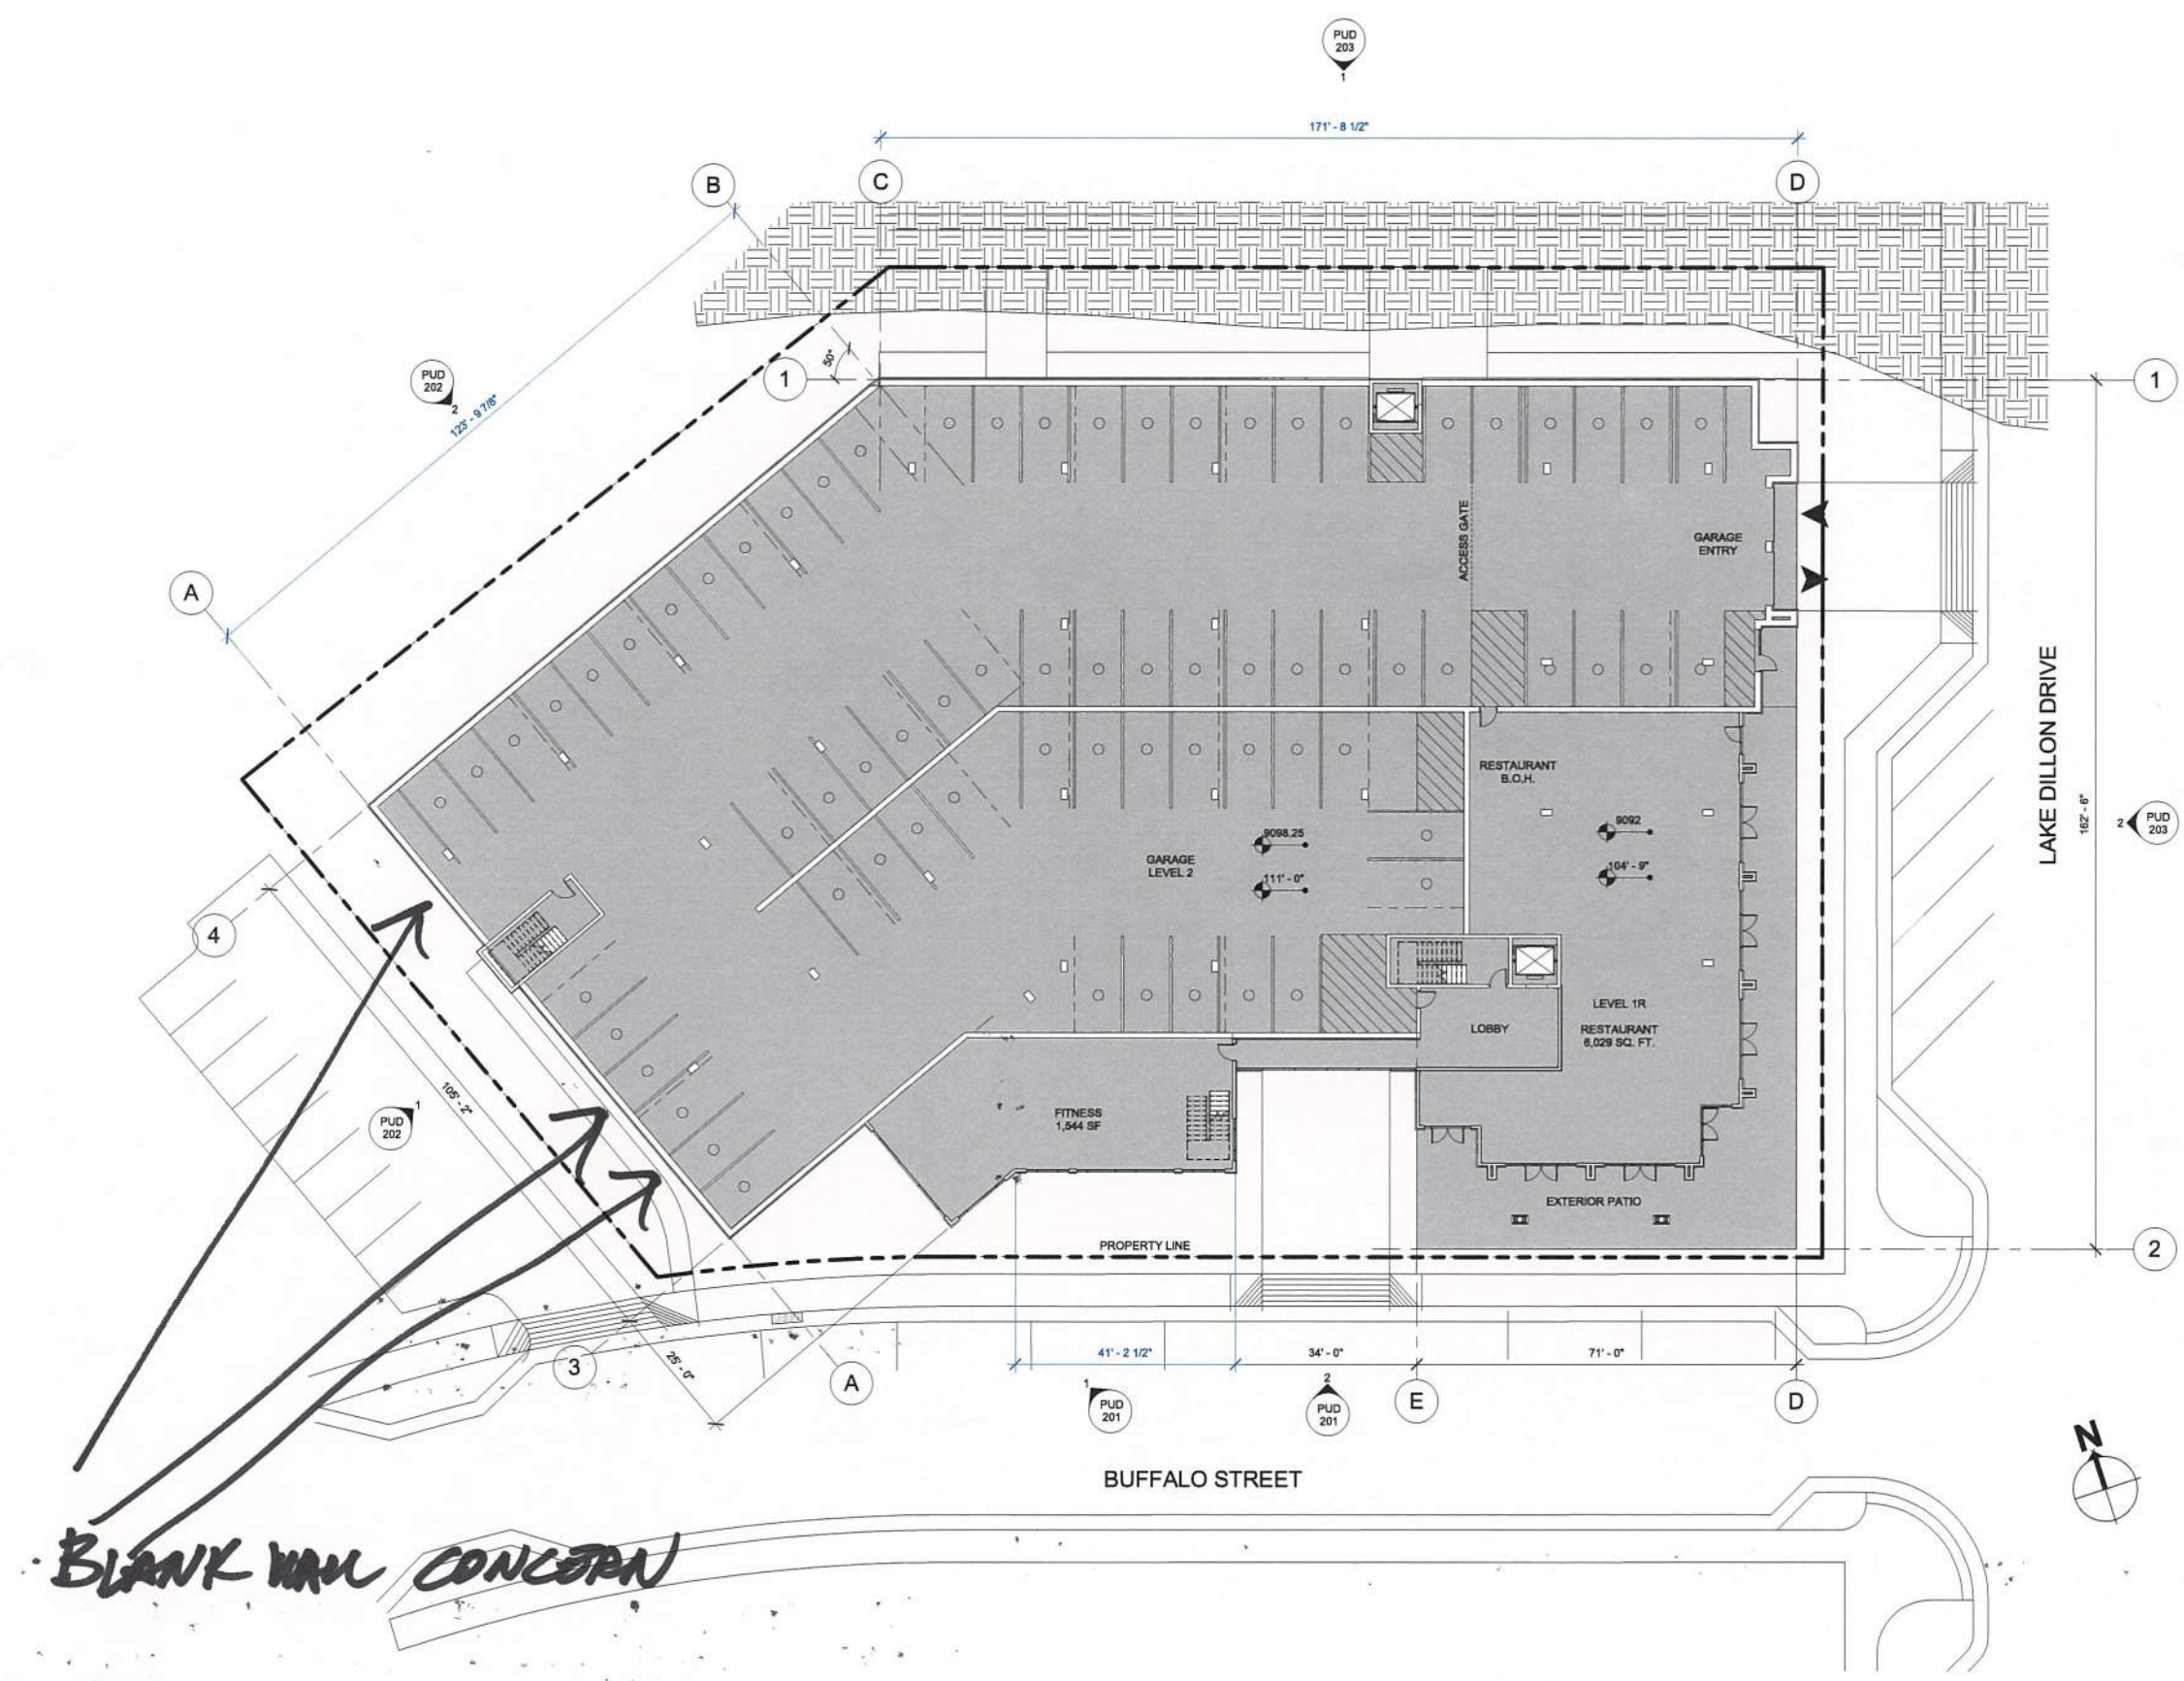 PUD
203
1
171' - 8 1/2"
B
C
D
PUD
202
2
123' - 9 7/8"
50°
1
1
A
ACCESS GATE
GARAGE
ENTRY
LAKE DILLON DRIVE
162' - 6"
2
PUD
203
RESTAURANT
B.O.H.
9098.25
9092
GARAGE
LEVEL 2
111' - 0"
104' - 9"
4
LEVEL 1R
RESTAURANT
6,029 SQ. FT.
LOBBY
105' - 2"
PUD
202
1
FITNESS
1,544 SF
EXTERIOR PATIO
PROPERTY LINE
2
3
25' - 0"
A
41' - 2 1/2"
34' - 0"
71' - 0"
1
PUD
201
2
PUD
201
E
D
N
BUFFALO STREET
. BLANK WALL CONCERN